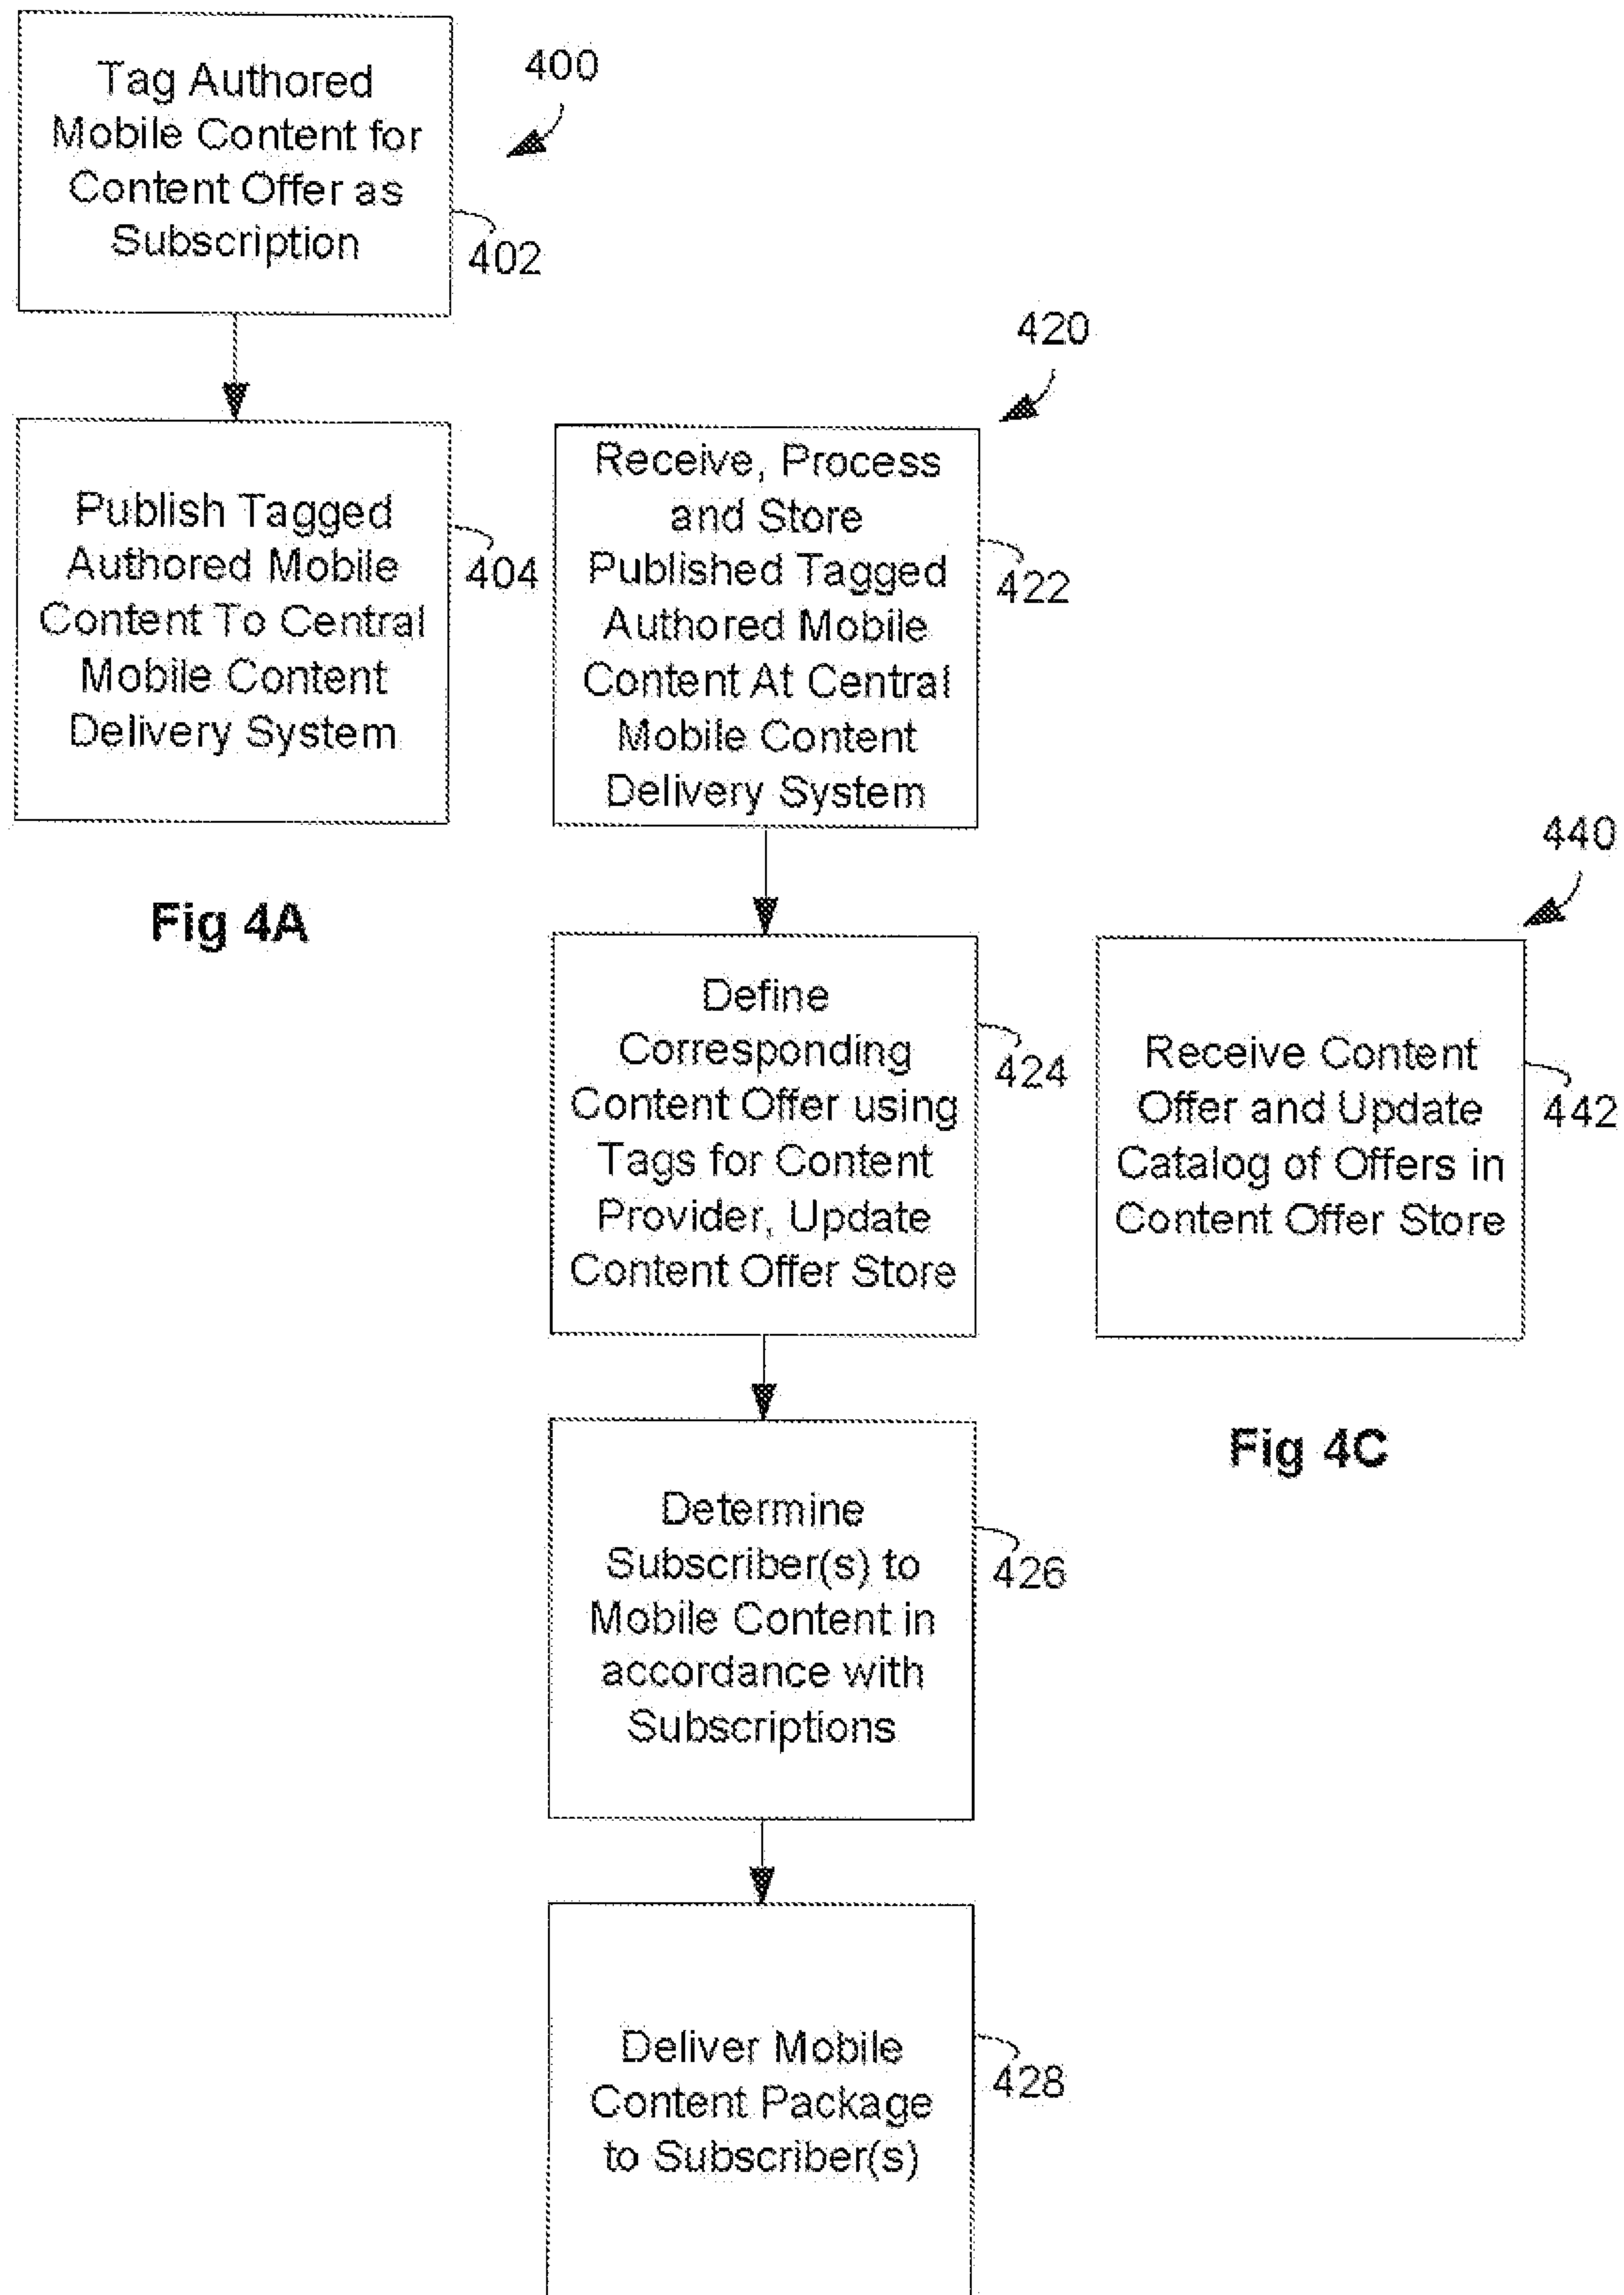 Tag Authored
Mobile Content for
Content Offer as
Subscription
400
402
Publish Tagged
Authored Mobile
Content To Central
Mobile Content
Delivery System
404
Fig 4A
420
Receive, Process
and Store
Published Tagged
Authored Mobile
Content At Central
Mobile Content
Delivery System
422
Define
Corresponding
Content Offer using
Tags for Content
Provider, Update
Content Offer Store
424
Determine
Subscriber(s) to
Mobile Content in
accordance with
Subscriptions
426
Deliver Mobile
Content Package
to Subscriber(s)
428
440
Receive Content
Offer and Update
Catalog of Offers in
Content Offer Store
442
Fig 4C